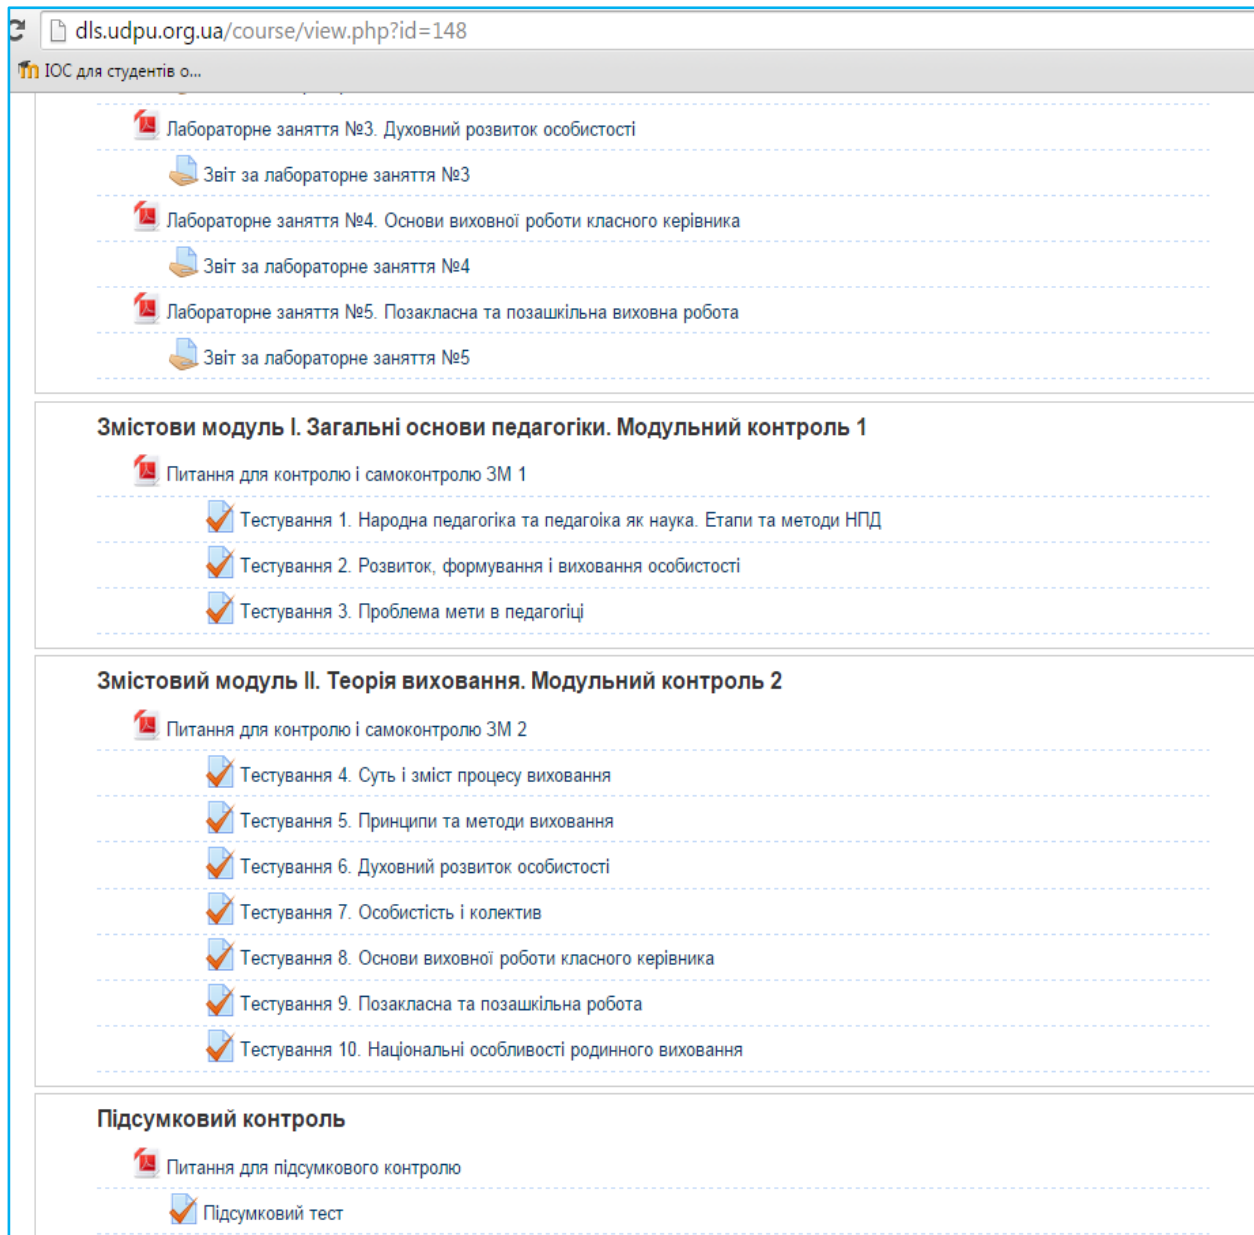 dls.udpu.org.ua/course/view.php?id=148
ІОС для студентів о...
Лабораторне заняття №3. Духовний розвиток особистості
Звіт за лабораторне заняття №3
Лабораторне заняття №4. Основи виховної роботи класного керівника
Звіт за лабораторне заняття №4
Лабораторне заняття №5. Позакласна та позашкільна виховна робота
Звіт за лабораторне заняття №5
Змістови модуль І. Загальні основи педагогіки. Модульний контроль 1
Питання для контролю і самоконтролю ЗМ 1
Тестування 1. Народна педагогіка та педагоіка як наука. Етапи та методи НПД
Тестування 2. Розвиток, формування і виховання особистості
Тестування 3. Проблема мети в педагогіці
Змістовий модуль ІІ. Теорія виховання. Модульний контроль 2
Питання для контролю і самоконтролю ЗМ 2
Тестування 4. Суть і зміст процесу виховання
Тестування 5. Принципи та методи виховання
Тестування 6. Духовний розвиток особистості
Тестування 7. Особистість і колектив
Тестування 8. Основи виховної роботи класного керівника
Тестування 9. Позакласна та позашкільна робота
Тестування 10. Національні особливості родинного виховання
Підсумковий контроль
Питання для підсумкового контролю
Підсумковий тест